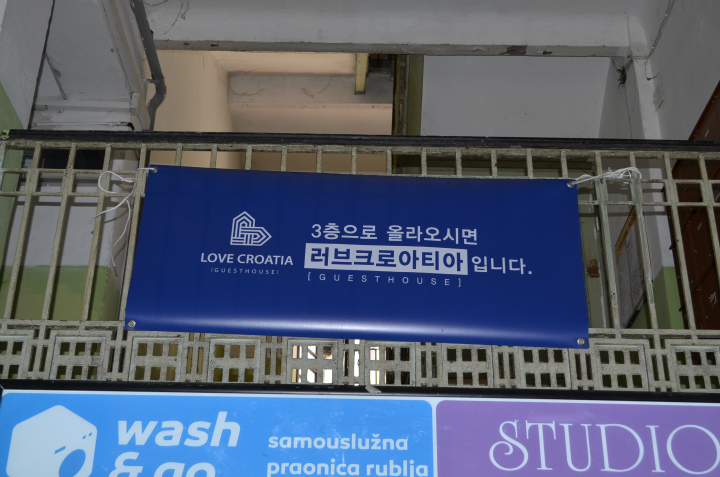 LOVE CROATIA
[GUESTHOUSE]
3층으로 올라오시면
러브크로아티아 입니다.
[GUESTHOUSE]
wash
& go
samouslužna
praonica rublja
STUDIO